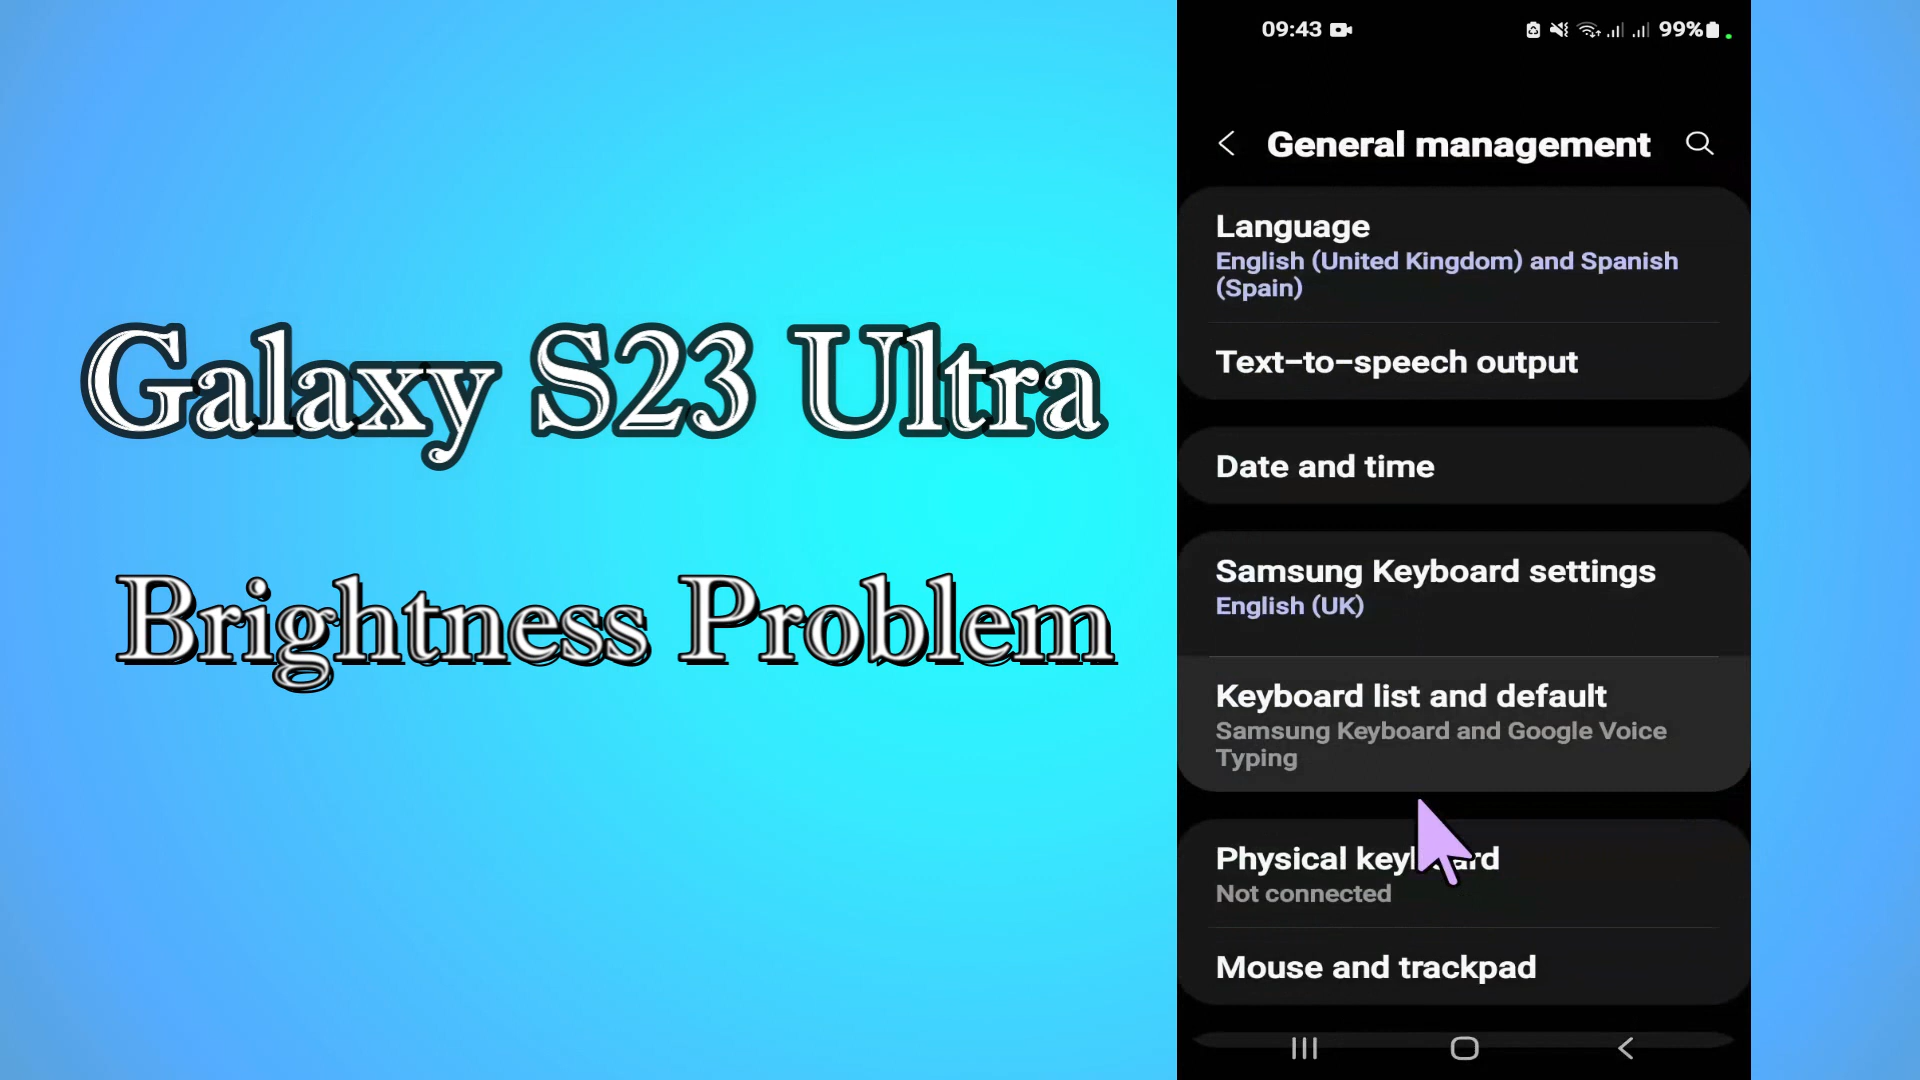 Galaxy S23 Ultra
Brightness Problem
09:43
99%
General management
Language
English (United Kingdom) and Spanish
(Spain)
Text-to-speech output
Date and time
Samsung Keyboard settings
English (UK)
Keyboard list and default
Samsung Keyboard and Google Voice
Typing
Physical keyboard
Not connected
Mouse and trackpad